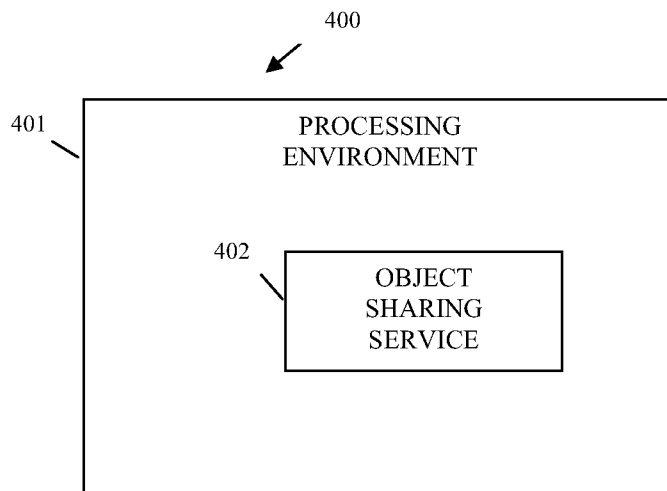 400
401
PROCESSING
ENVIRONMENT
402
OBJECT
SHARING
SERVICE